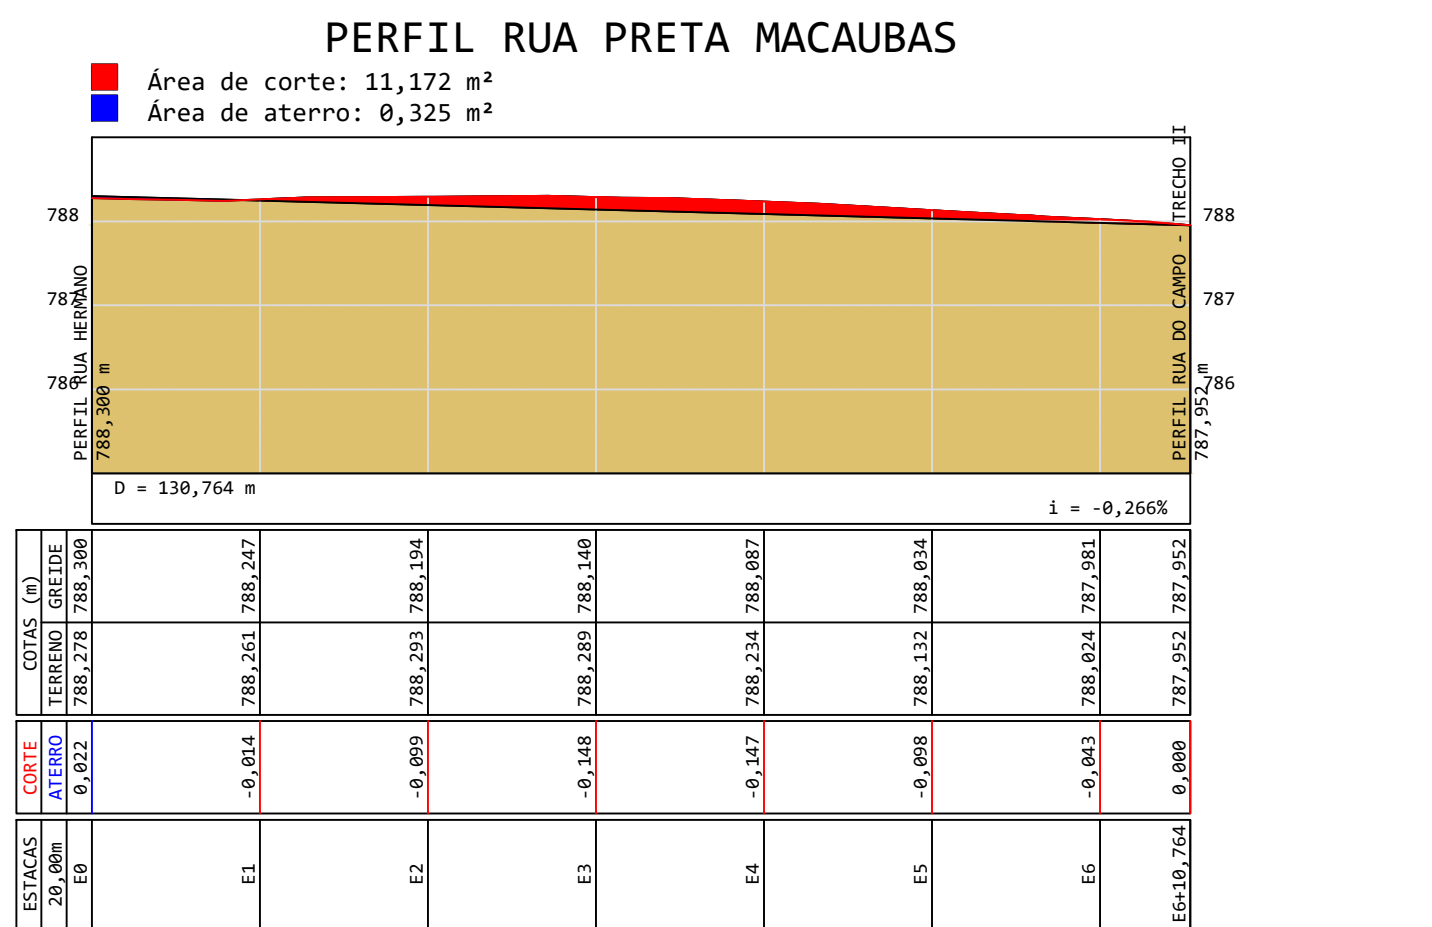 PERFIL RUA PRETA MACAUBAS
Área de corte: 11,172 m²
Área de aterro: 0,325 m²
788
787
786
PERFIL RUA HERMANO
788,300 m
PERFIL RUA DO CAMPO - TRECHO II
787,952 m
788
787
786
D = 130,764 m
i = -0,266%
COTAS (m)
GREIDE
788,300
788,247
788,194
788,140
788,087
788,034
787,981
787,952
TERRENO
788,278
788,261
788,293
788,289
788,234
788,132
788,024
787,952
CORTE
ATERRO
0,022
-0,014
-0,099
-0,148
-0,147
-0,098
-0,043
0,000
ESTACAS
20,00m
E0
E1
E2
E3
E4
E5
E6
E6+10,764